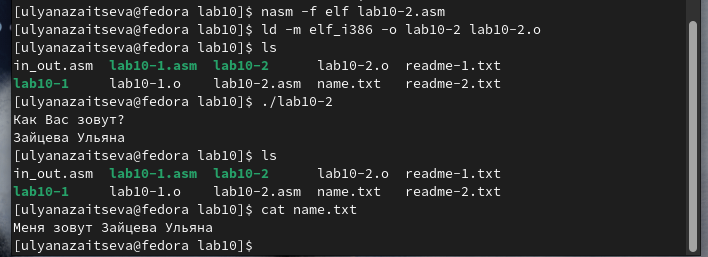 [ulyanazaitseva@fedora lab10]$ nasm -f elf lab10-2.asm
[ulyanazaitseva@fedora lab10]$ ld -m elf_i386 -o lab10-2 lab10-2.o
[ulyanazaitseva@fedora lab10]$ ls
in_out.asm lab10-1.asm lab10-2 lab10-2.o readme-1.txt
lab10-1 lab10-1.o lab10-2.asm name.txt readme-2.txt
[ulyanazaitseva@fedora lab10]$ ./lab10-2
Как Вас зовут?
Зайцева Ульяна
[ulyanazaitseva@fedora lab10]$ ls
in_out.asm lab10-1.asm lab10-2 lab10-2.o readme-1.txt
lab10-1 lab10-1.o lab10-2.asm name.txt readme-2.txt
[ulyanazaitseva@fedora lab10]$ cat name.txt
Меня зовут Зайцева Ульяна
[ulyanazaitseva@fedora lab10]$